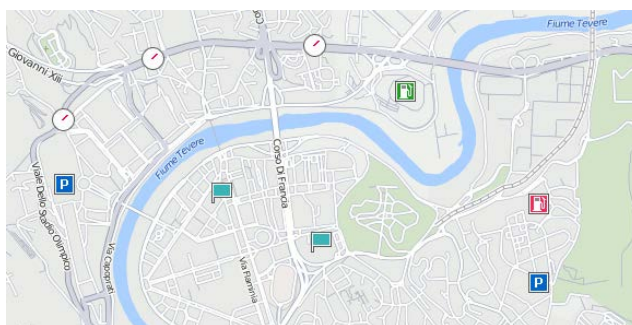 Fiume Tevere
Giovanni XIII
Corso Di Francia
Fiume Tevere
P
Viale Dello Stadio Olimpico
Via Capoprati
Via Flaminia
P